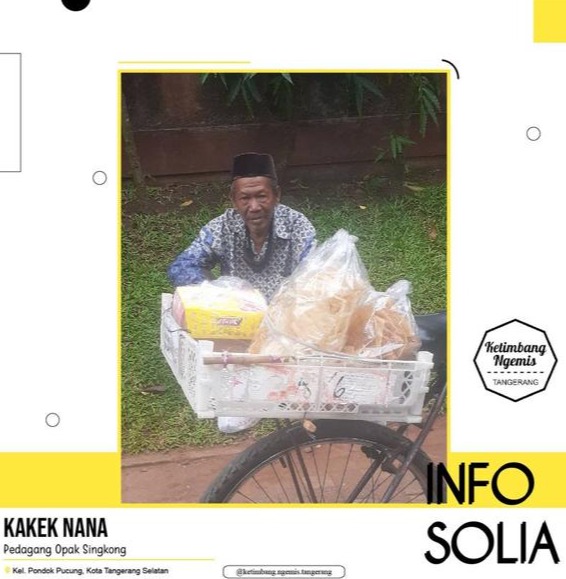 Ketimbang
Ngemis
TANGERANG
INFO
SOLIA
KAKEK NANA
Pedagang Opak Singkong
Kel. Pondok Pucung, Kota Tangerang Selatan
@ketimbang.ngemis.tangerang